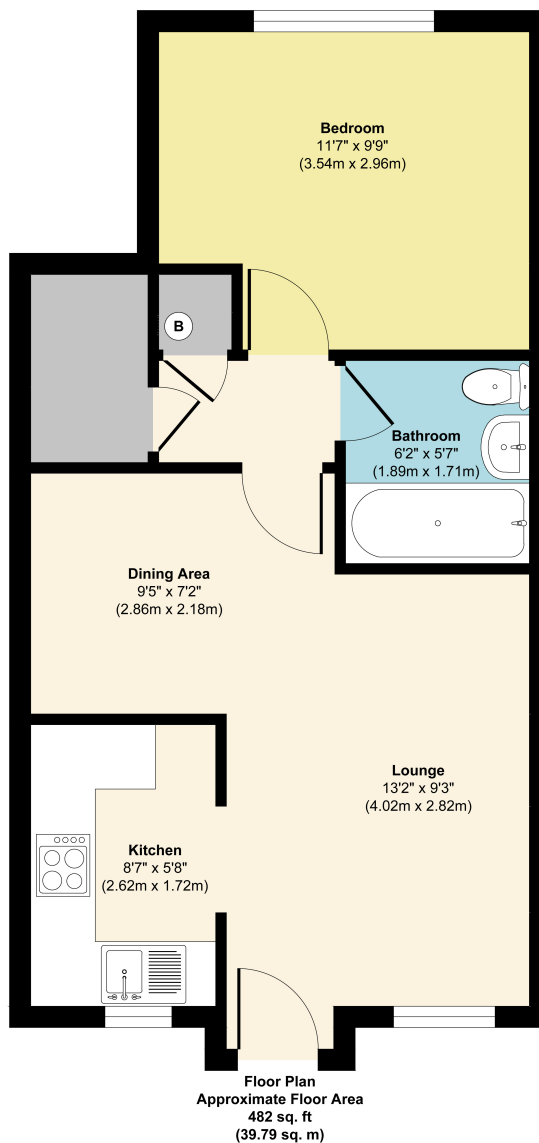 Bedroom
11'7" x 9'9"
(3.54m x 2.96m)
B
Bathroom
6'2" x 5'7"
(1.89m x 1.71m)
Dining Area
9'5" x 7'2"
(2.86m x 2.18m)
Lounge
13'2" x 9'3"
(4.02m x 2.82m)
Kitchen
8'7" x 5'8"
(2.62m x 1.72m)
Floor Plan
Approximate Floor Area
482 sq. ft
(39.79 sq. m)